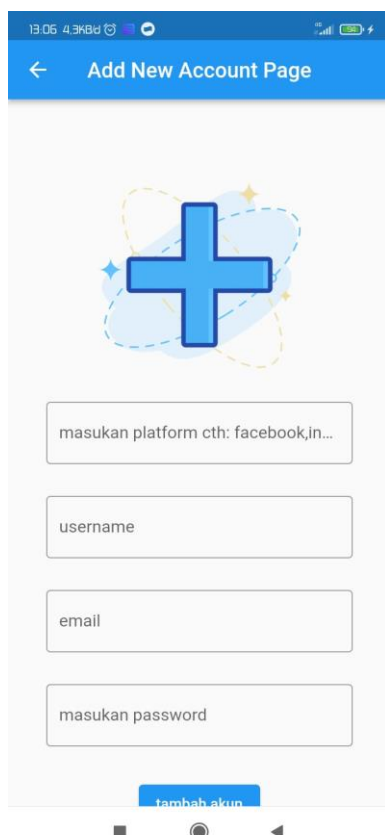 13:06 4,3KB/d
Add New Account Page
masukan platform cth: facebook,in...
username
email
masukan password
tambah akun